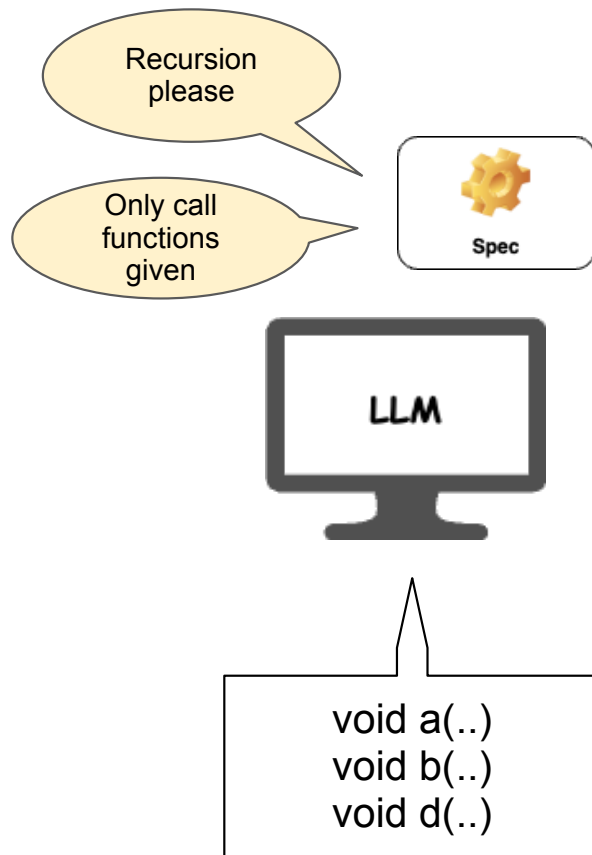 Recursion
please
Only call
functions
given
Spec
LLM
void a(..)
void b(..)
void d(..)